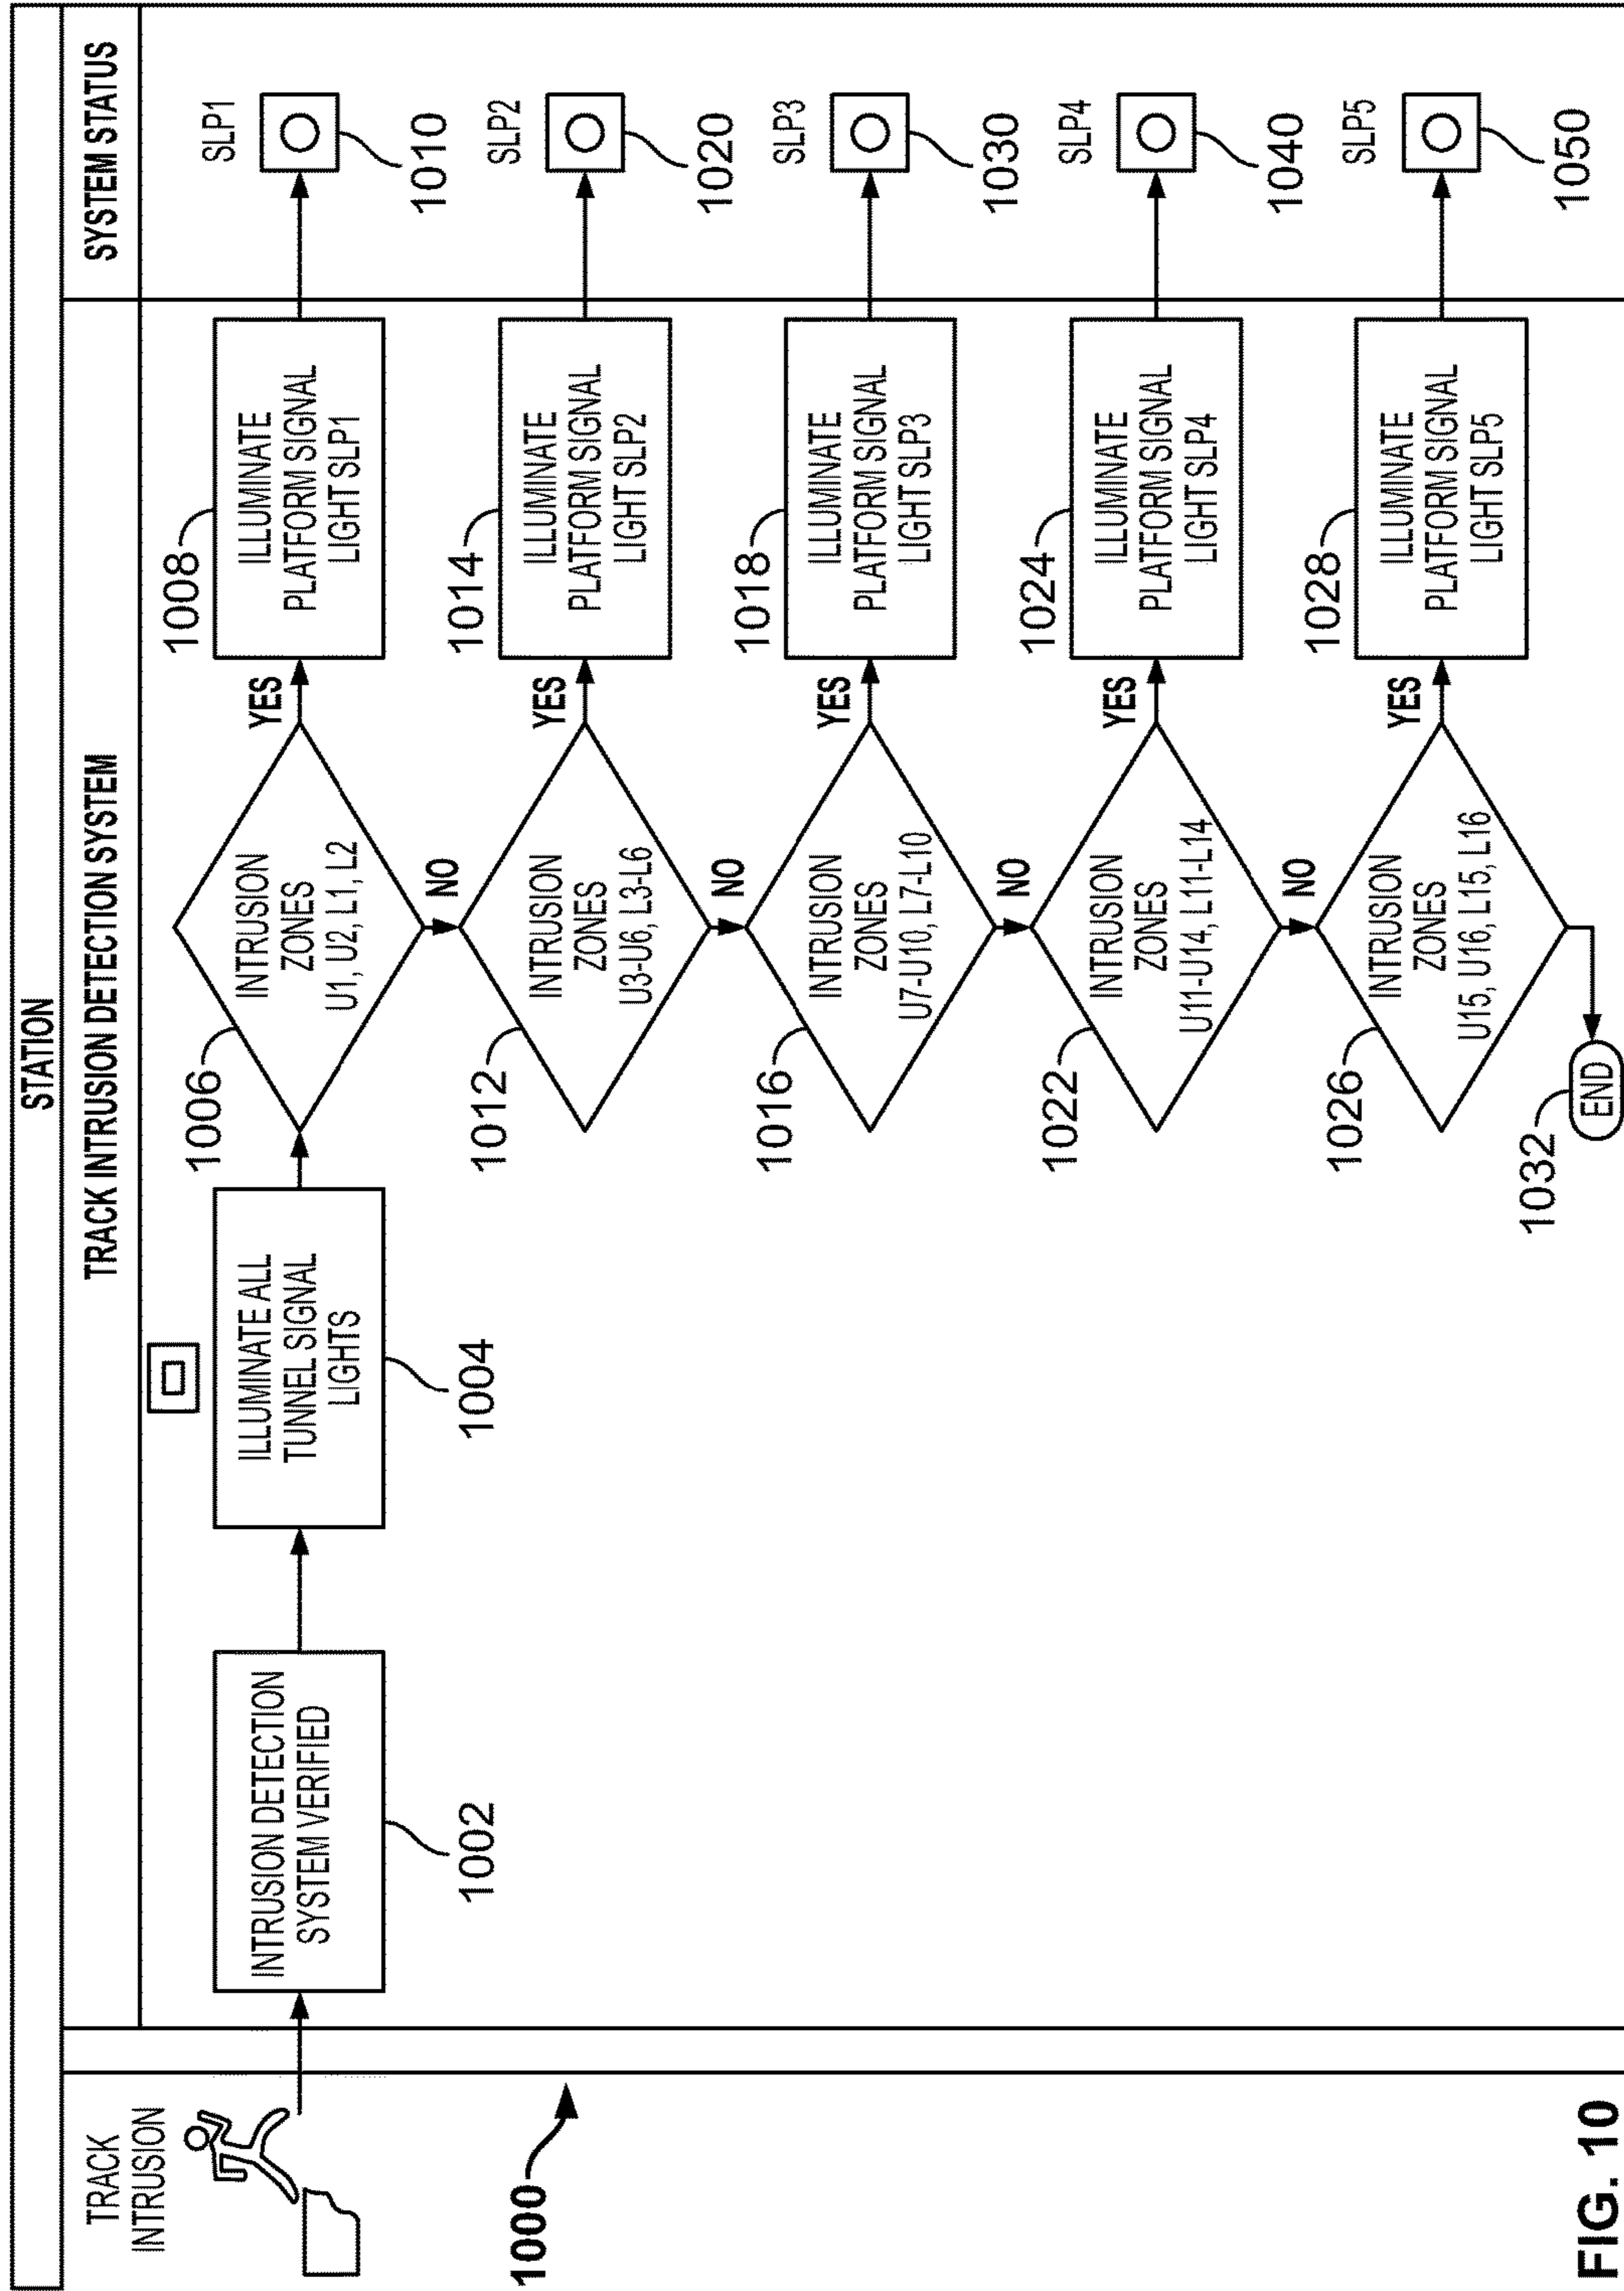 STATION
TRACK INTRUSION DETECTION SYSTEM
SYSTEM STATUS
TRACK
INTRUSION
1000
INTRUSION DETECTION
SYSTEM VERIFIED
1002
ILLUMINATE ALL
TUNNEL SIGNAL
LIGHTS
1004
1006
INTRUSION
ZONES
U1, U2, L1, L2
YES
1008
ILLUMINATE
PLATFORM SIGNAL
LIGHT SLP1
SLP1
1010
NO
1012
INTRUSION
ZONES
U3-U6, L3-L6
YES
1014
ILLUMINATE
PLATFORM SIGNAL
LIGHT SLP2
SLP2
1020
NO
1016
INTRUSION
ZONES
U7-U10, L7-L10
YES
1018
ILLUMINATE
PLATFORM SIGNAL
LIGHT SLP3
SLP3
1030
NO
1022
INTRUSION
ZONES
U11-U14, L11-L14
YES
1024
ILLUMINATE
PLATFORM SIGNAL
LIGHT SLP4
SLP4
1040
NO
1026
INTRUSION
ZONES
U15, U16, L15, L16
YES
1028
ILLUMINATE
PLATFORM SIGNAL
LIGHT SLP5
SLP5
1050
1032
END
FIG. 10